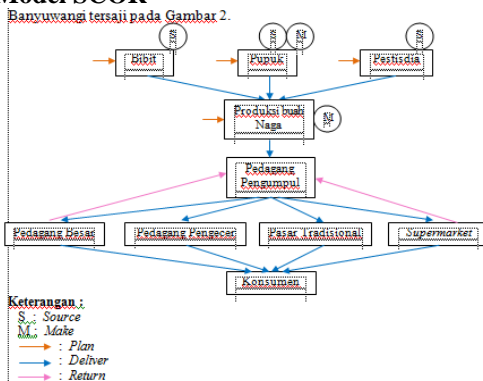 Model SCOR
Banyuwangi tersaji pada Gambar 2.
Bibit
Pupuk
Pestisdia
Produksi buah
Naga
Pedagang
Pengumpul
Pedagang Besar
Pedagang Pengecer
Pasar Tradisional
Supermarket
Konsumen
Keterangan :
S : Source
M : Make
: Plan
: Deliver
: Return